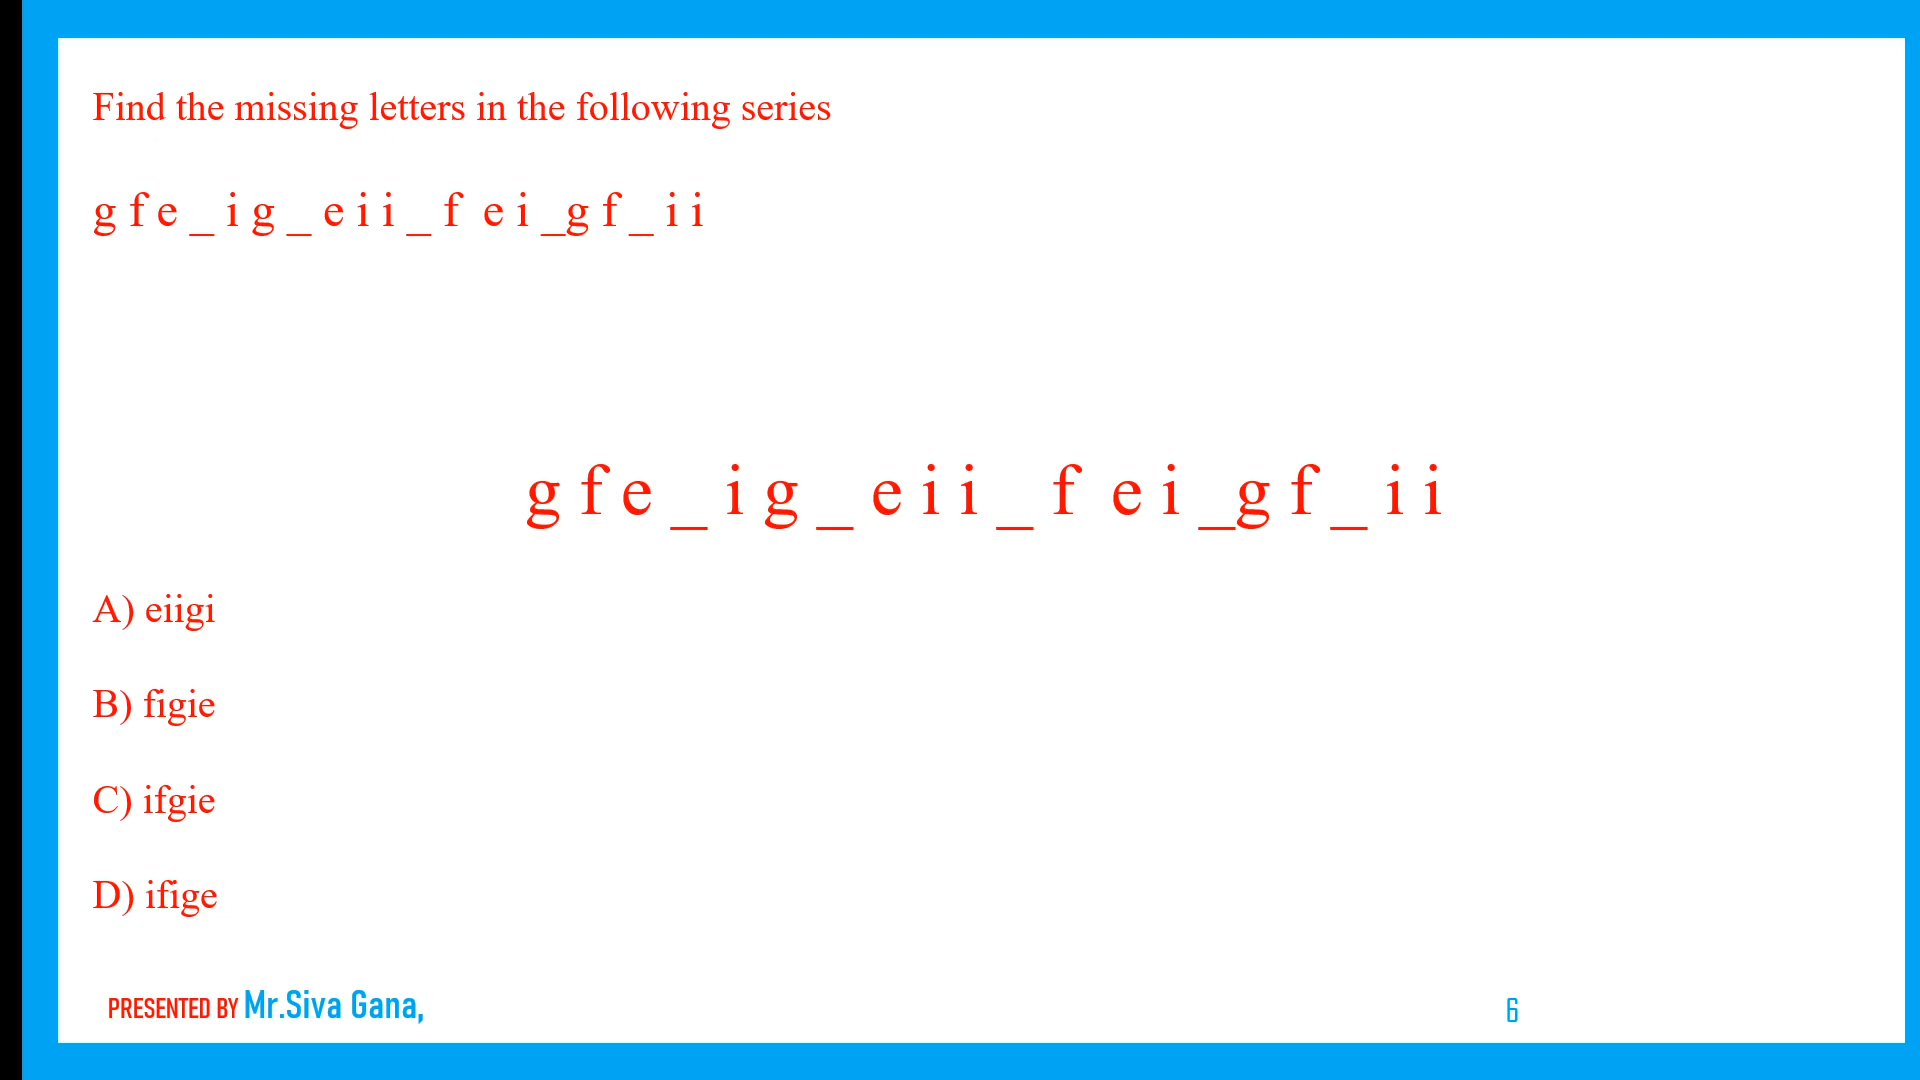 Find the missing letters in the following series
g f e _ i g _ e i i _ f e i _g f _ i i
g f e _ i g _ e i i _ f e i _g f _ i i
A) eiigi
B) figie
C) ifgie
D) ifige
PRESENTED BY Mr.Siva Gana, 6